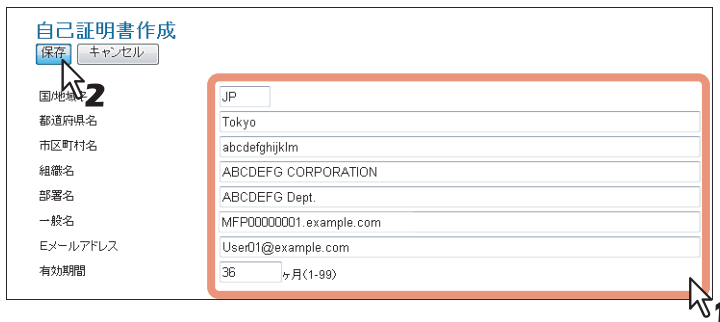 自己証明書作成
保存 キャンセル
2
国/地域名 JP
都道府県名 Tokyo
市区町村名 abcdefghijklm
組織名 ABCDEFG CORPORATION
部署名 ABCDEFG Dept.
一般名 MFP00000001.example.com
Eメールアドレス User01@example.com
有効期間 36 ヶ月(1-99)
1